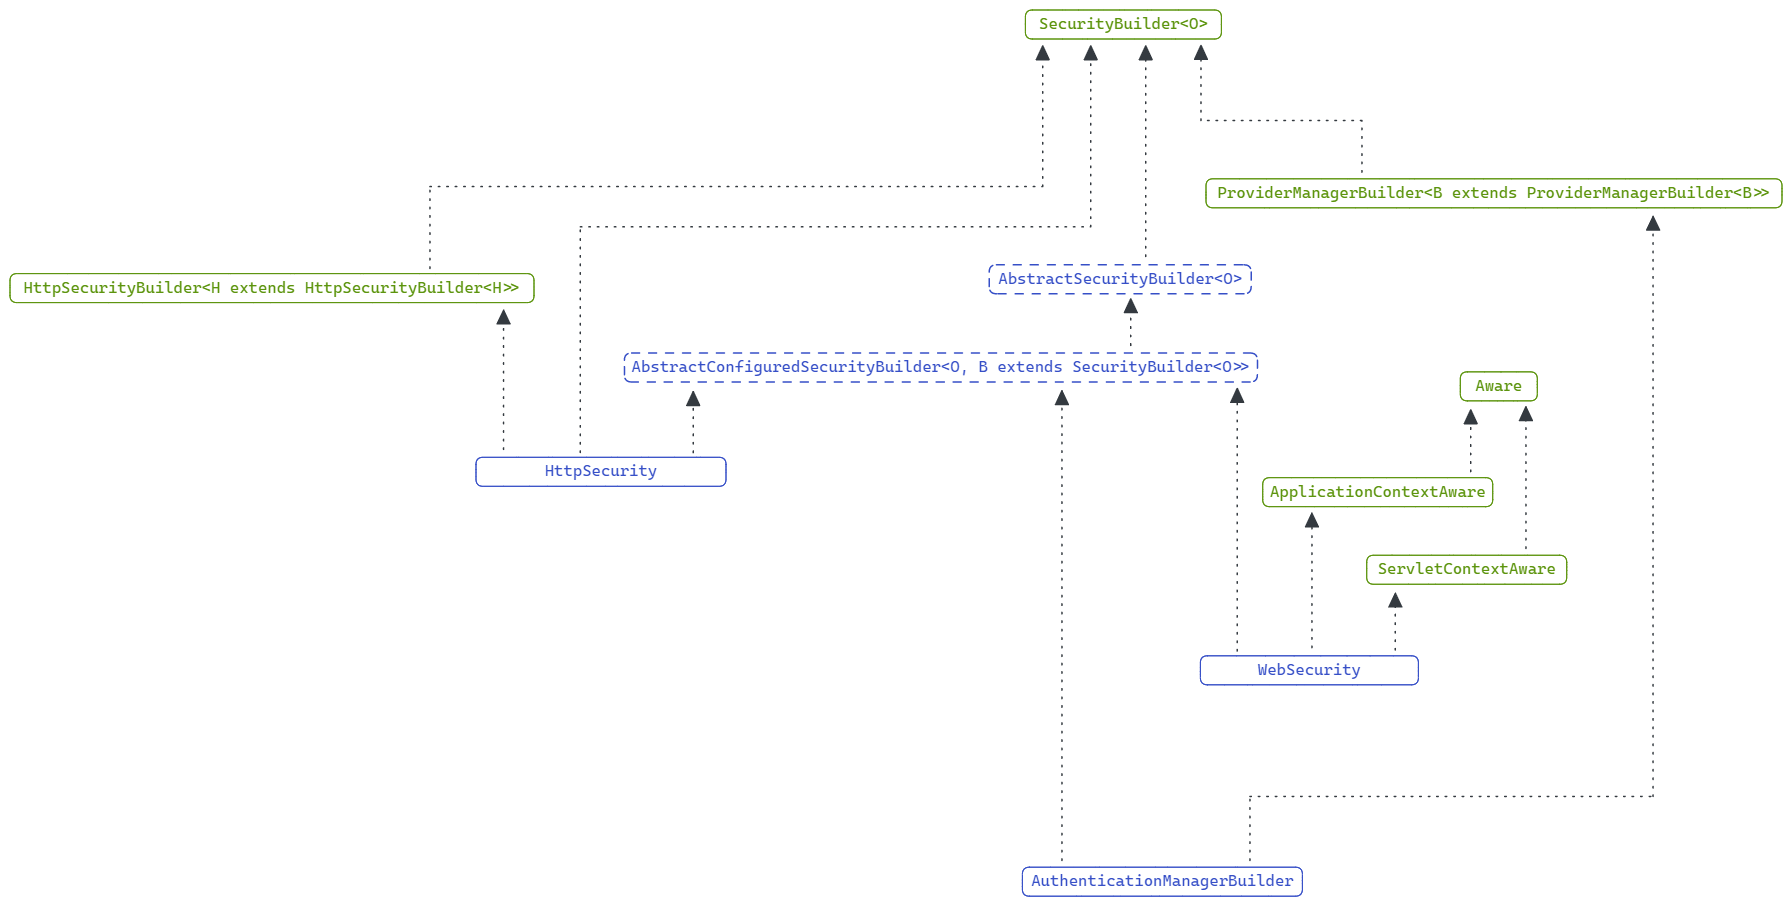 SecurityBuilder<O>
ProviderManagerBuilder<B extends ProviderManagerBuilder<B>>
AbstractSecurityBuilder<O>
HttpSecurityBuilder<H extends HttpSecurityBuilder<H>>
AbstractConfiguredSecurityBuilder<O, B extends SecurityBuilder<O>>
Aware
HttpSecurity
ApplicationContextAware
ServletContextAware
WebSecurity
AuthenticationManagerBuilder